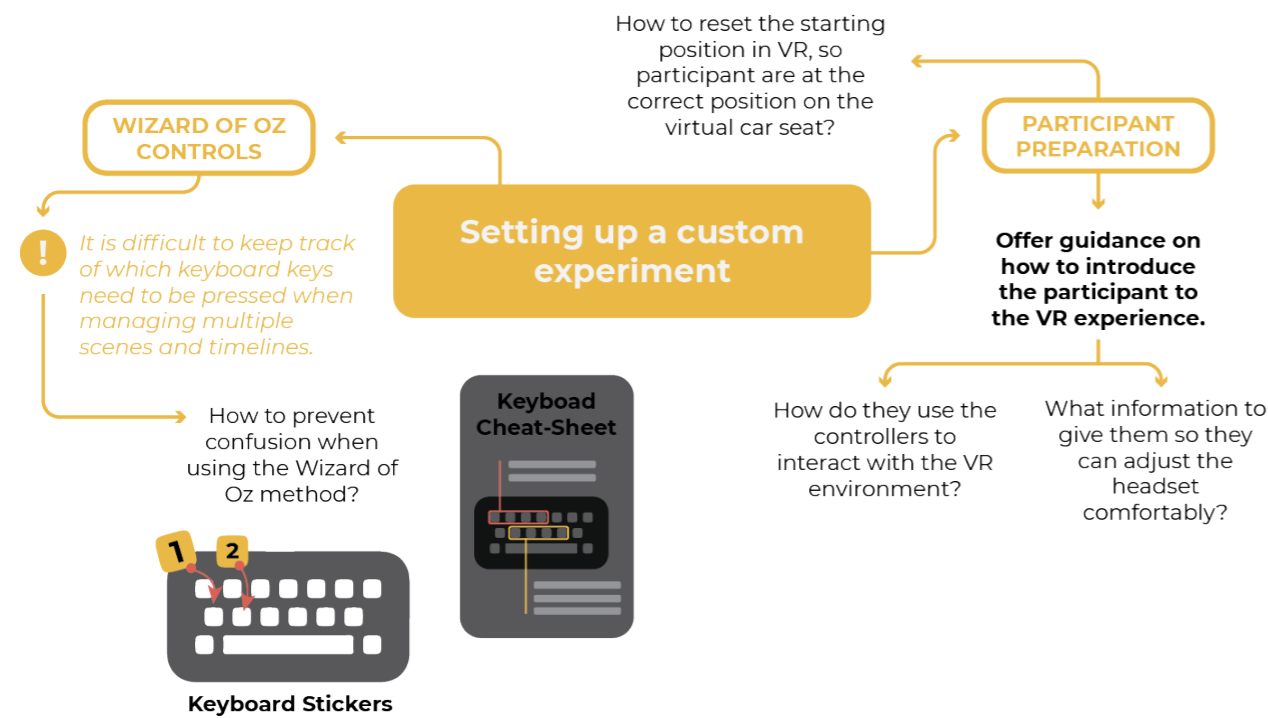 How to reset the starting
position in VR, so
participant are at the
correct position on the
virtual car seat?
WIZARD OF OZ
CONTROLS
PARTICIPANT
PREPARATION
Setting up a custom
experiment
!
It is difficult to keep track
of which keyboard keys
need to be pressed when
managing multiple
scenes and timelines.
Offer guidance on
how to introduce
the participant to
the VR experience.
How to prevent
confusion when
using the Wizard of
Oz method?
Keyboad
Cheat-Sheet
How do they use the
controllers to
interact with the VR
environment?
What information to
give them so they
can adjust the
headset
comfortably?
1
2
Keyboard Stickers